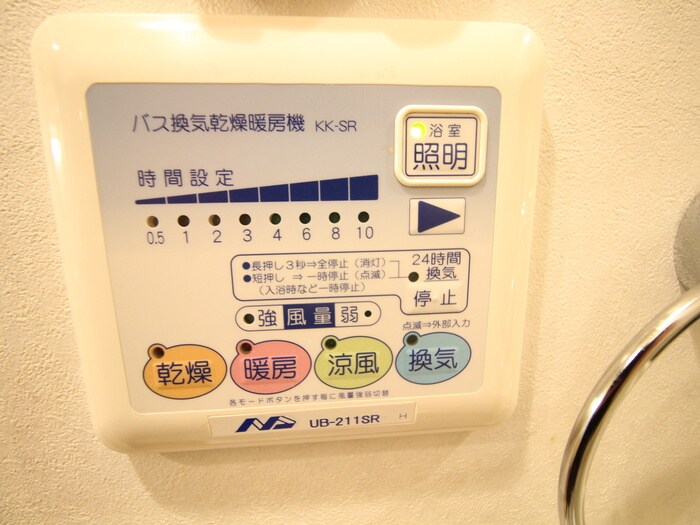 バス換気乾燥暖房機 KK-SR
浴室
照明
時間設定
0.5 1 2 3 4 6 8 10
●長押し3秒⇒全停止(消灯)
●短押し ⇒一時停止(点滅)
(入浴時など一時停止)
24時間
換気
停止
強 風量 弱
点滅⇒外部入力
乾燥 暖房 涼風 換気
各モードボタンを押す毎に風量強弱切替
UB-211SR H